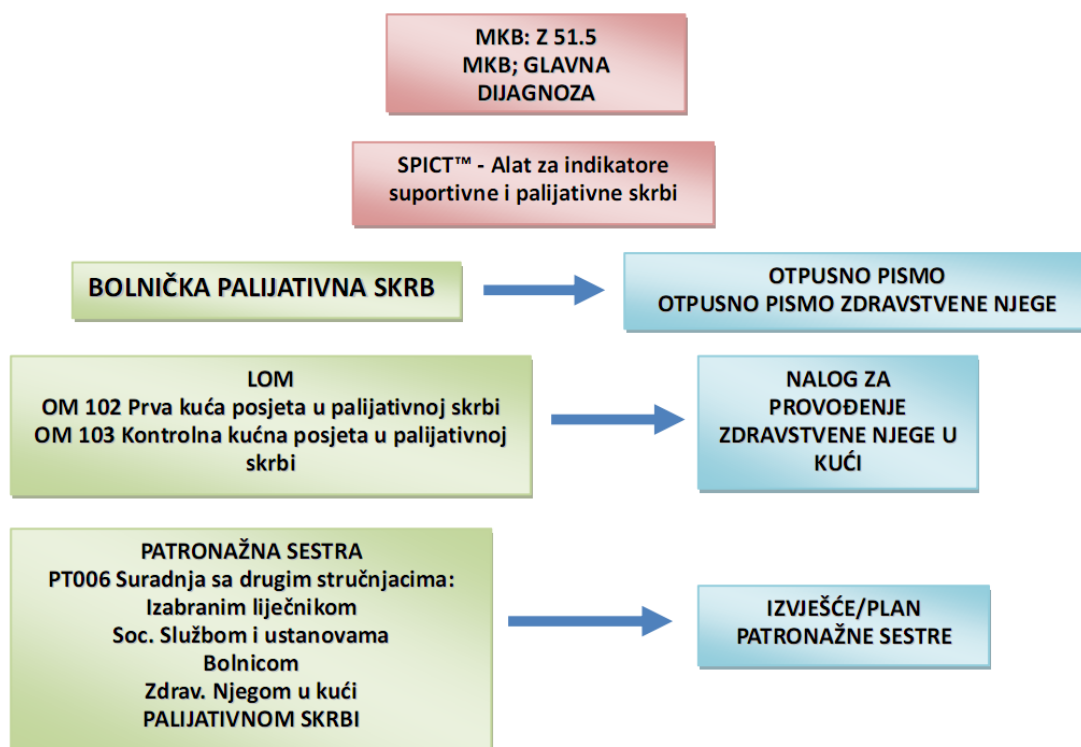 MKB: Z 51.5
MKB; GLAVNA
DIJAGNOZA
SPICT™ - Alat za indikatore
suportivne i palijativne skrbi
BOLNIČKA PALIJATIVNA SKRB
OTPUSNO PISMO
OTPUSNO PISMO ZDRAVSTVENE NJEGE
LOM
OM 102 Prva kuća posjeta u palijativnoj skrbi
OM 103 Kontrolna kućna posjeta u palijativnoj
skrbi
NALOG ZA
PROVOĐENJE
ZDRAVSTVENE NJEGE U
KUĆI
PATRONAŽNA SESTRA
PT006 Suradnja sa drugim stručnjacima:
Izabranim liječnikom
Soc. Službom i ustanovama
Bolnicom
Zdrav. Njegom u kući
PALIJATIVNOM SKRBI
IZVJEŠĆE/PLAN
PATRONAŽNE SESTRE